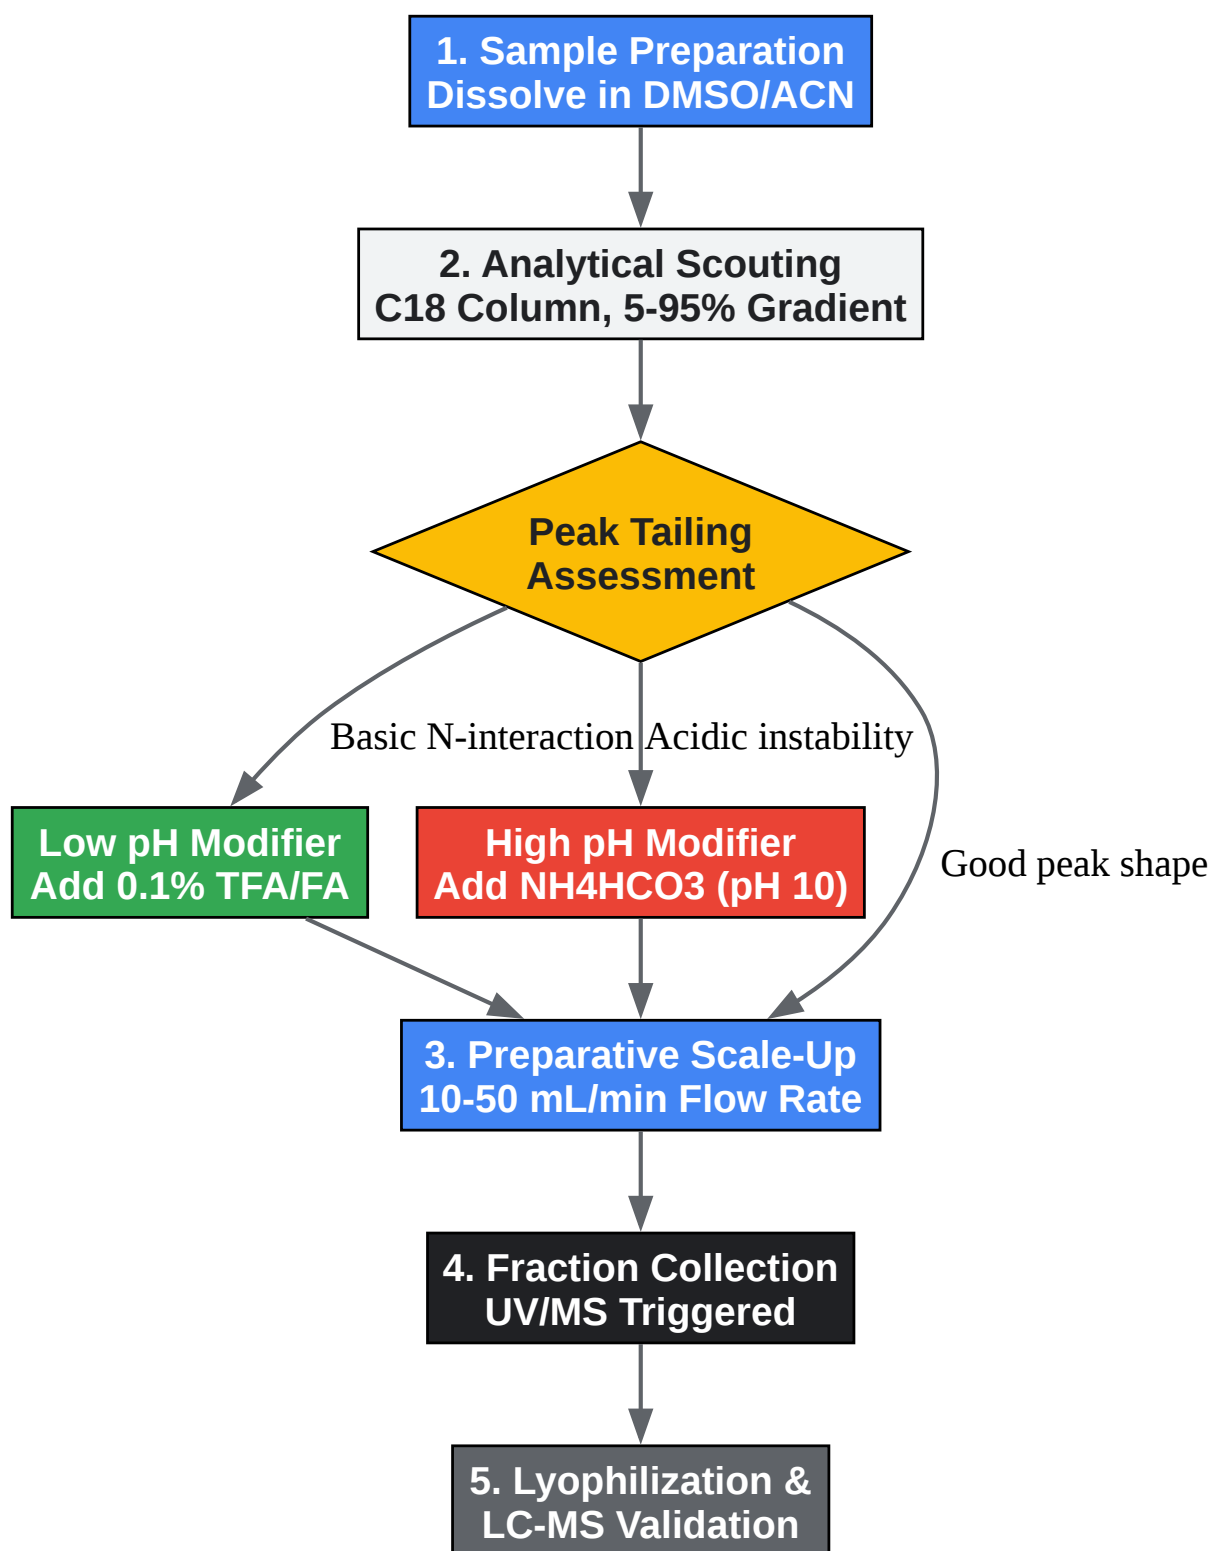 1. Sample Preparation
Dissolve in DMSO/ACN
2. Analytical Scouting
C18 Column, 5-95% Gradient
Peak Tailing
Assessment
Basic N-interaction
Acidic instability
Good peak shape
Low pH Modifier
Add 0.1% TFA/FA
High pH Modifier
Add NH4HCO3 (pH 10)
3. Preparative Scale-Up
10-50 mL/min Flow Rate
4. Fraction Collection
UV/MS Triggered
5. Lyophilization &
LC-MS Validation